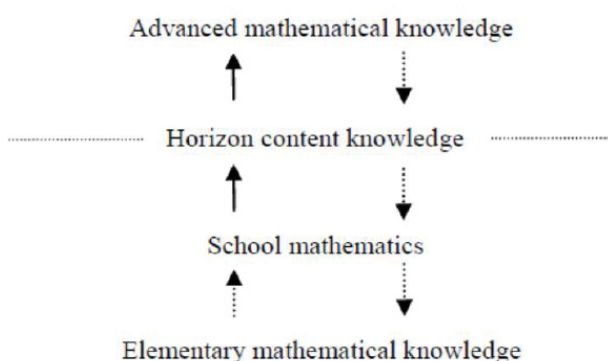 Advanced mathematical knowledge
Horizon content knowledge
School mathematics
Elementary mathematical knowledge